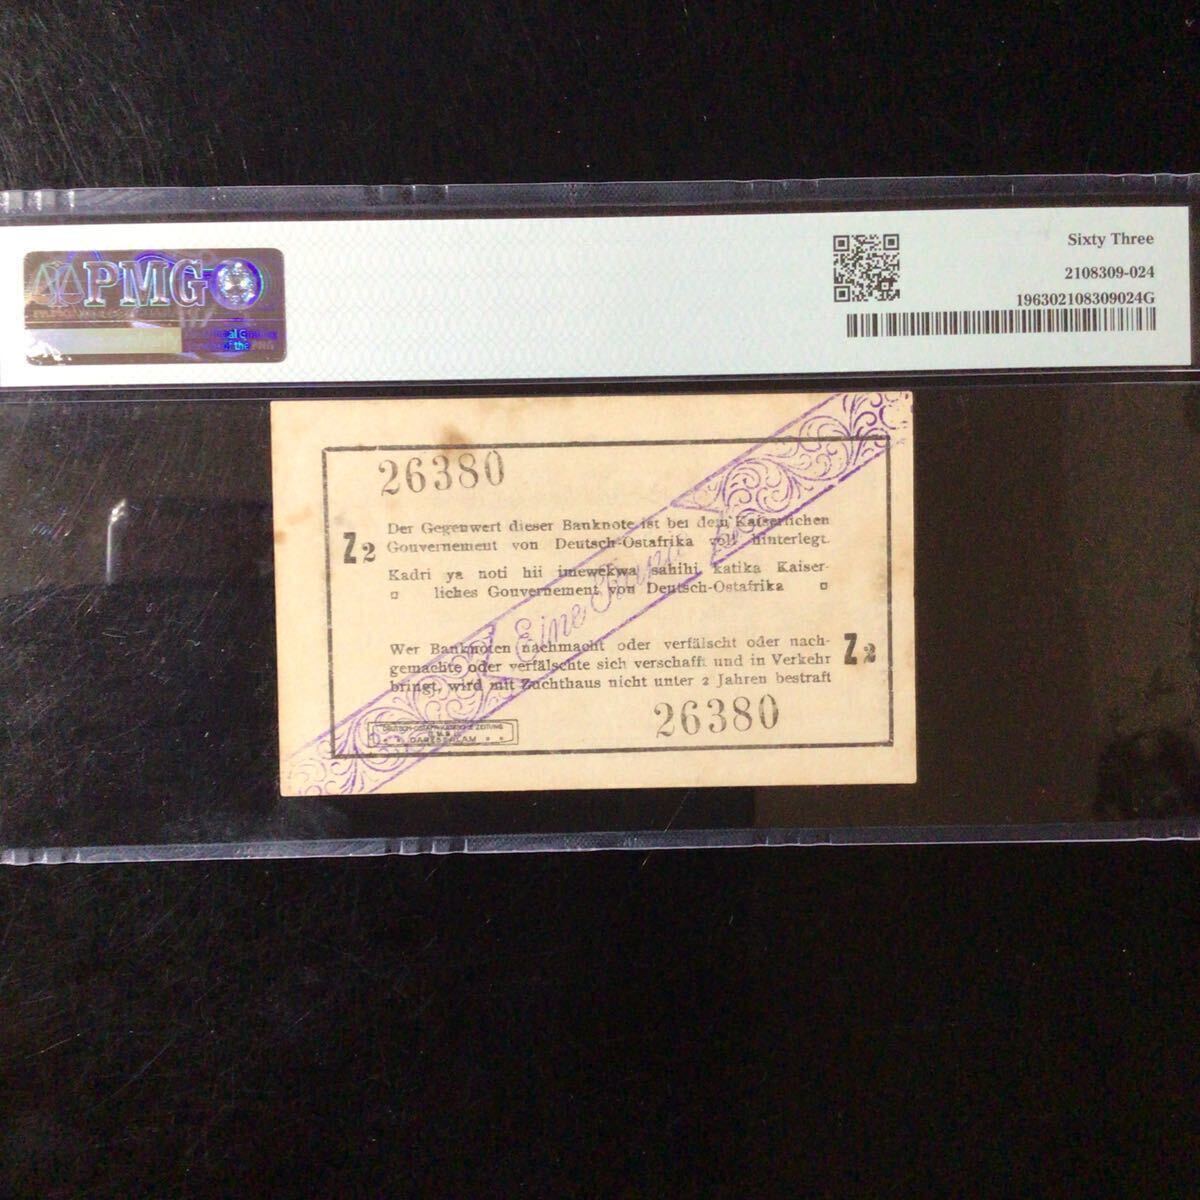 PMG
Sixty Three
2108309-024
196302108309024G
26380
Z2
Der Gegenwert dieser Banknote ist bei dem Kaiserlichen
Gouvernement von Deutsch-Ostafrika voll hinterlegt.
Kadri ya noti hii imewekwa sahihi katika Kaiser-
liches Gouvernement von Deutsch-Ostafrika
Eine Rupie
Wer Banknoten nachmacht oder verfälscht oder nach-
gemachte oder verfälschte sich verschafft und in Verkehr
bringt, wird mit Zuchthaus nicht unter 2 Jahren bestraft
Z2
26380
DARESSALAM